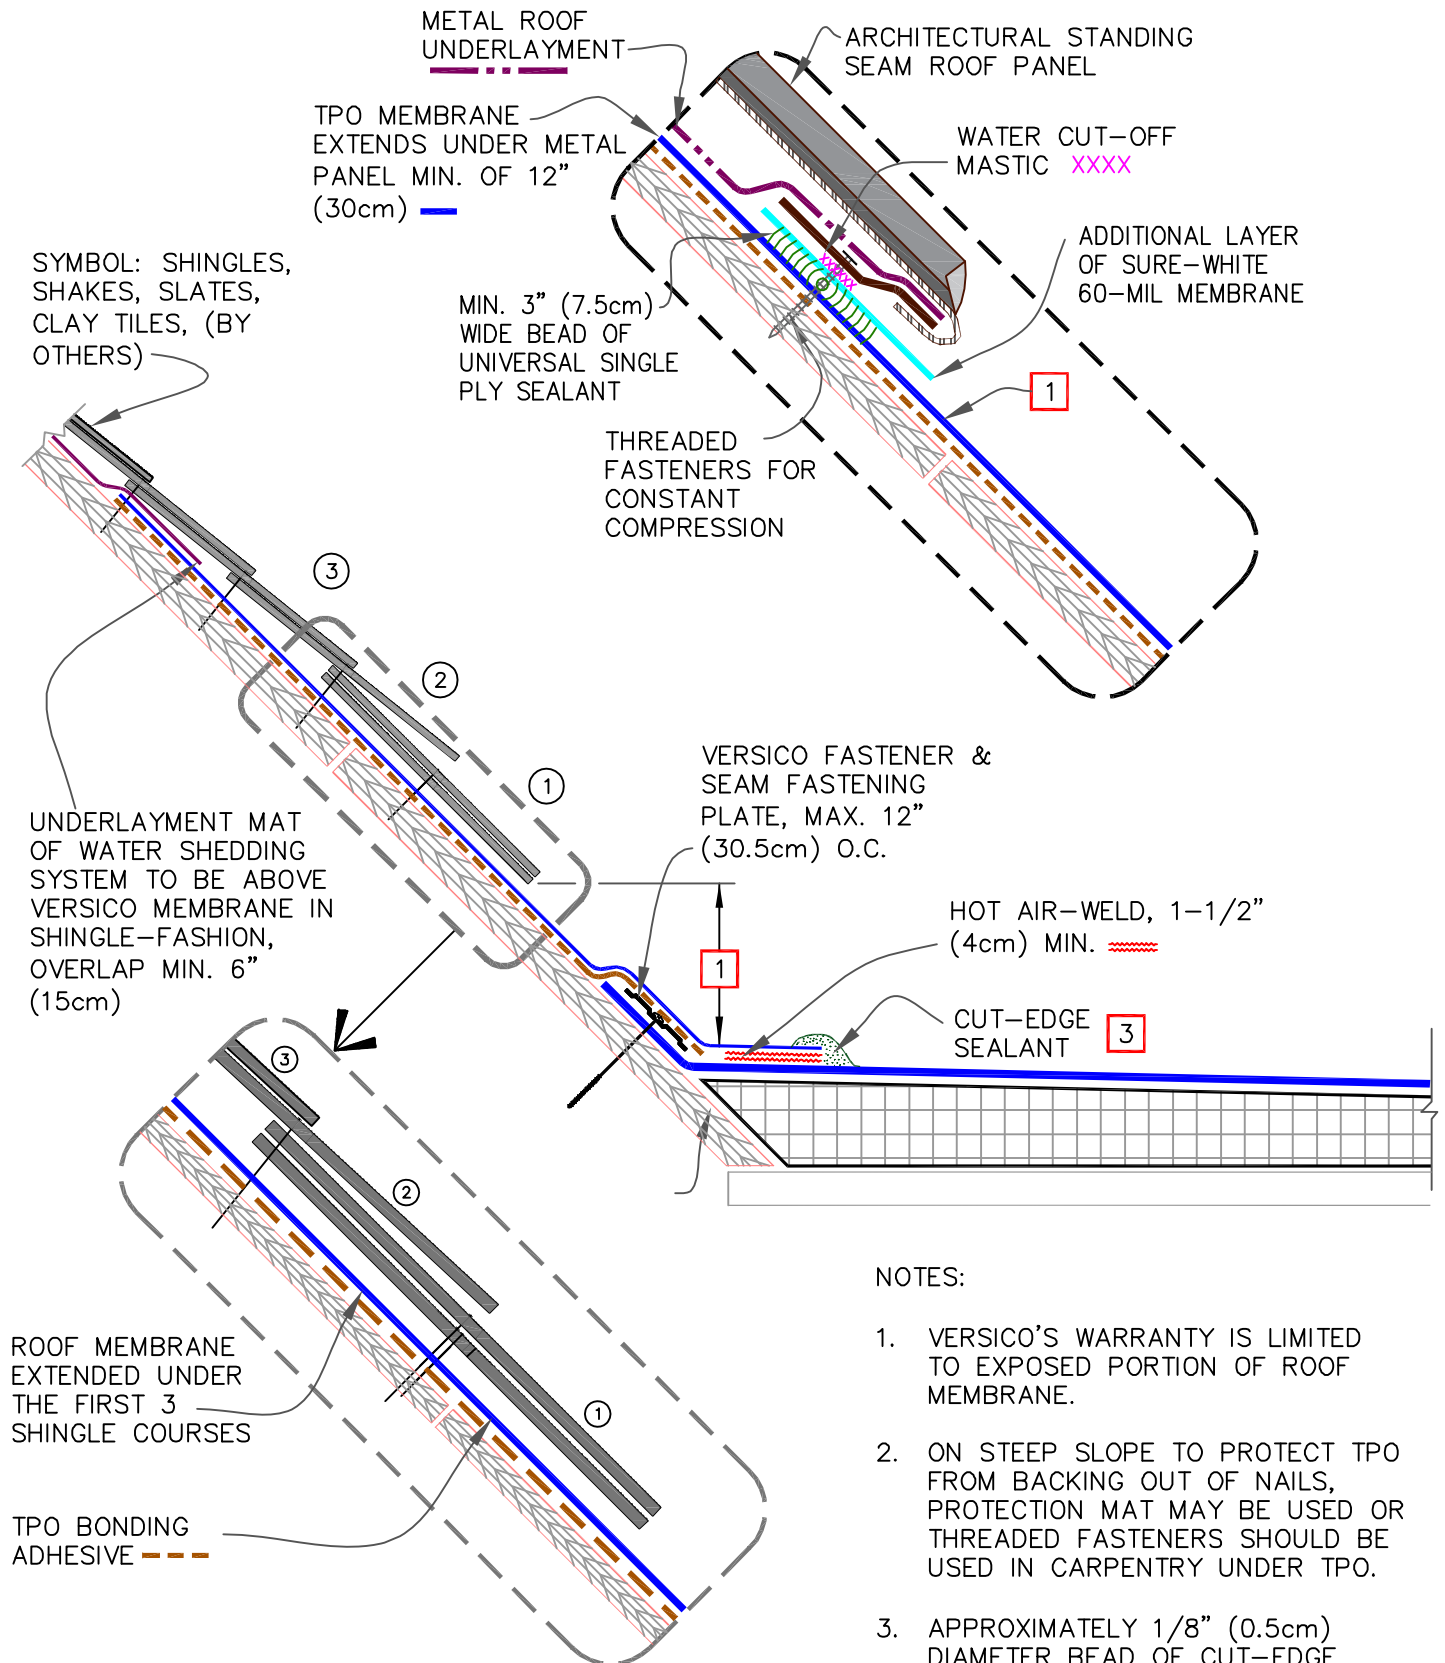 METAL ROOF
UNDERLAYMENT
ARCHITECTURAL STANDING
SEAM ROOF PANEL
TPO MEMBRANE
EXTENDS UNDER METAL
PANEL MIN. OF 12"
(30cm)
WATER CUT-OFF
MASTIC XXXX
XXXX
XXXX
SYMBOL: SHINGLES,
SHAKES, SLATES,
CLAY TILES, (BY
OTHERS)
ADDITIONAL LAYER
OF SURE-WHITE
60-MIL MEMBRANE
MIN. 3" (7.5cm)
WIDE BEAD OF
UNIVERSAL SINGLE
PLY SEALANT
1
THREADED
FASTENERS FOR
CONSTANT
COMPRESSION
3
2
1
VERSICO FASTENER &
SEAM FASTENING
PLATE, MAX. 12"
(30.5cm) O.C.
UNDERLAYMENT MAT
OF WATER SHEDDING
SYSTEM TO BE ABOVE
VERSICO MEMBRANE IN
SHINGLE-FASHION,
OVERLAP MIN. 6"
(15cm)
1
HOT AIR-WELD, 1-1/2"
(4cm) MIN.
CUT-EDGE
SEALANT
3
3
2
1
ROOF MEMBRANE
EXTENDED UNDER
THE FIRST 3
SHINGLE COURSES
TPO BONDING
ADHESIVE
NOTES:
1. VERSICO'S WARRANTY IS LIMITED
TO EXPOSED PORTION OF ROOF
MEMBRANE.
2. ON STEEP SLOPE TO PROTECT TPO
FROM BACKING OUT OF NAILS,
PROTECTION MAT MAY BE USED OR
THREADED FASTENERS SHOULD BE
USED IN CARPENTRY UNDER TPO.
3. APPROXIMATELY 1/8" (0.5cm)
DIAMETER BEAD OF CUT-EDGE